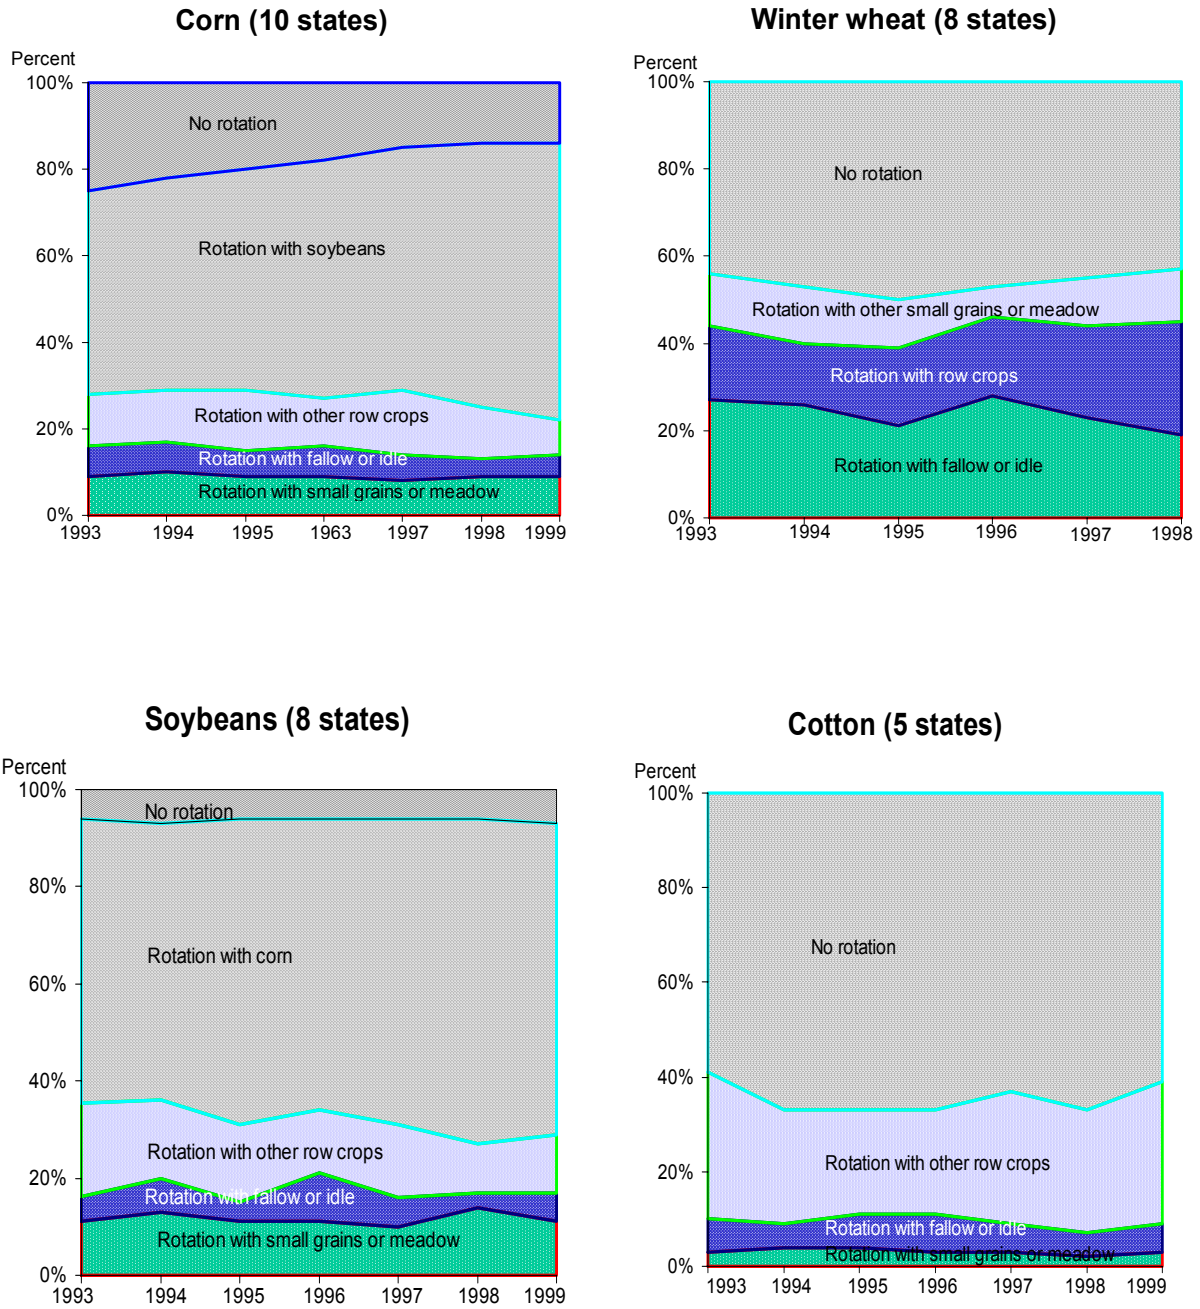 Corn (10 states)
Percent
100%
80%
60%
40%
20%
0%
No rotation
Rotation with soybeans
Rotation with other row crops
Rotation with fallow or idle
Rotation with small grains or meadow
1993 1994 1995 1963 1997 1998 1999
Winter wheat (8 states)
Percent
100%
80%
60%
40%
20%
0%
No rotation
Rotation with other small grains or meadow
Rotation with row crops
Rotation with fallow or idle
1993 1994 1995 1996 1997 1998
Soybeans (8 states)
Percent
100%
80%
60%
40%
20%
0%
No rotation
Rotation with corn
Rotation with other row crops
Rotation with fallow or idle
Rotation with small grains or meadow
1993 1994 1995 1996 1997 1998 1999
Cotton (5 states)
Percent
100%
80%
60%
40%
20%
0%
No rotation
Rotation with other row crops
Rotation with fallow or idle
Rotation with small grains or meadow
1993 1994 1995 1996 1997 1998 1999